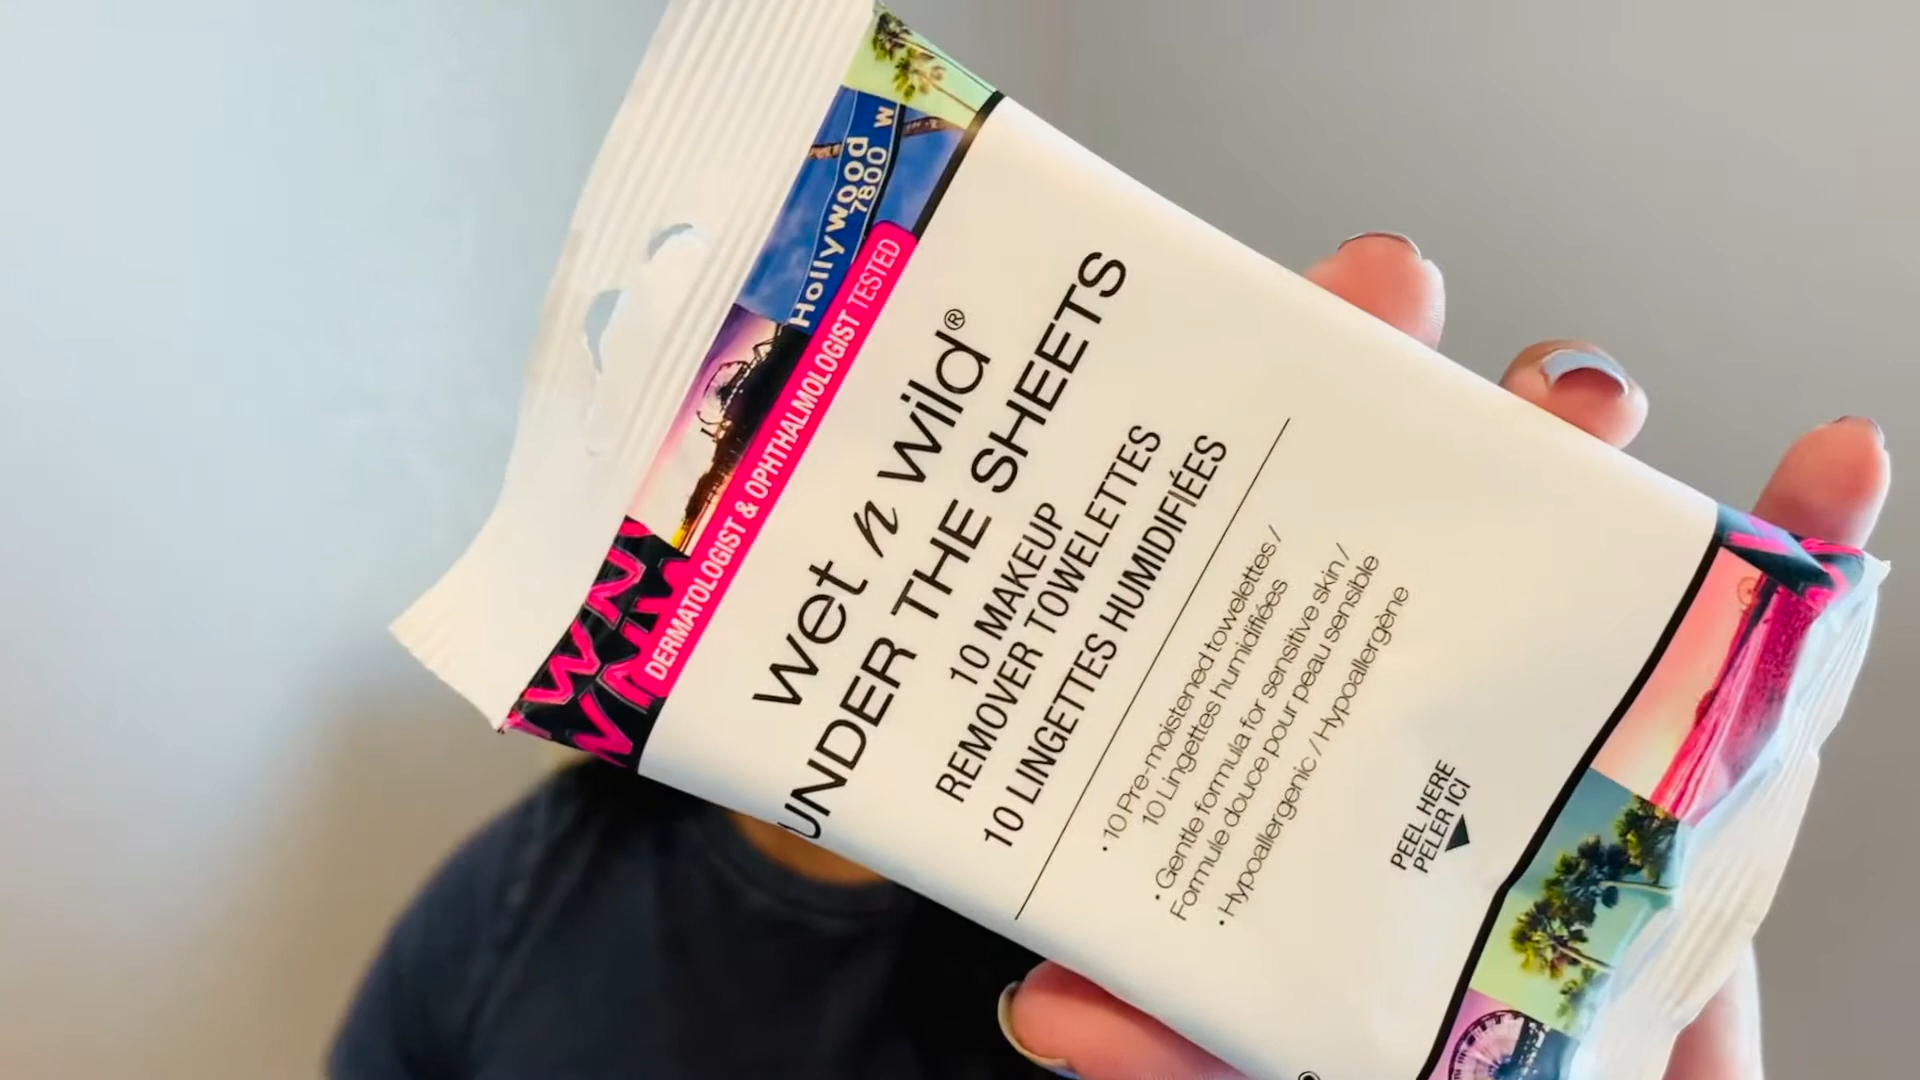 Hollywood
7800 W
DERMATOLOGIST & OPHTHALMOLOGIST TESTED
wet n wild®
UNDER THE SHEETS
10 MAKEUP
REMOVER TOWELETTES
10 LINGETTES HUMIDIFIÉES
• 10 Pre-moistened towelettes /
10 Lingettes humidifiées
• Gentle formula for sensitive skin /
Formule douce pour peau sensible
• Hypoallergenic / Hypoallergène
PEEL HERE
PELER ICI